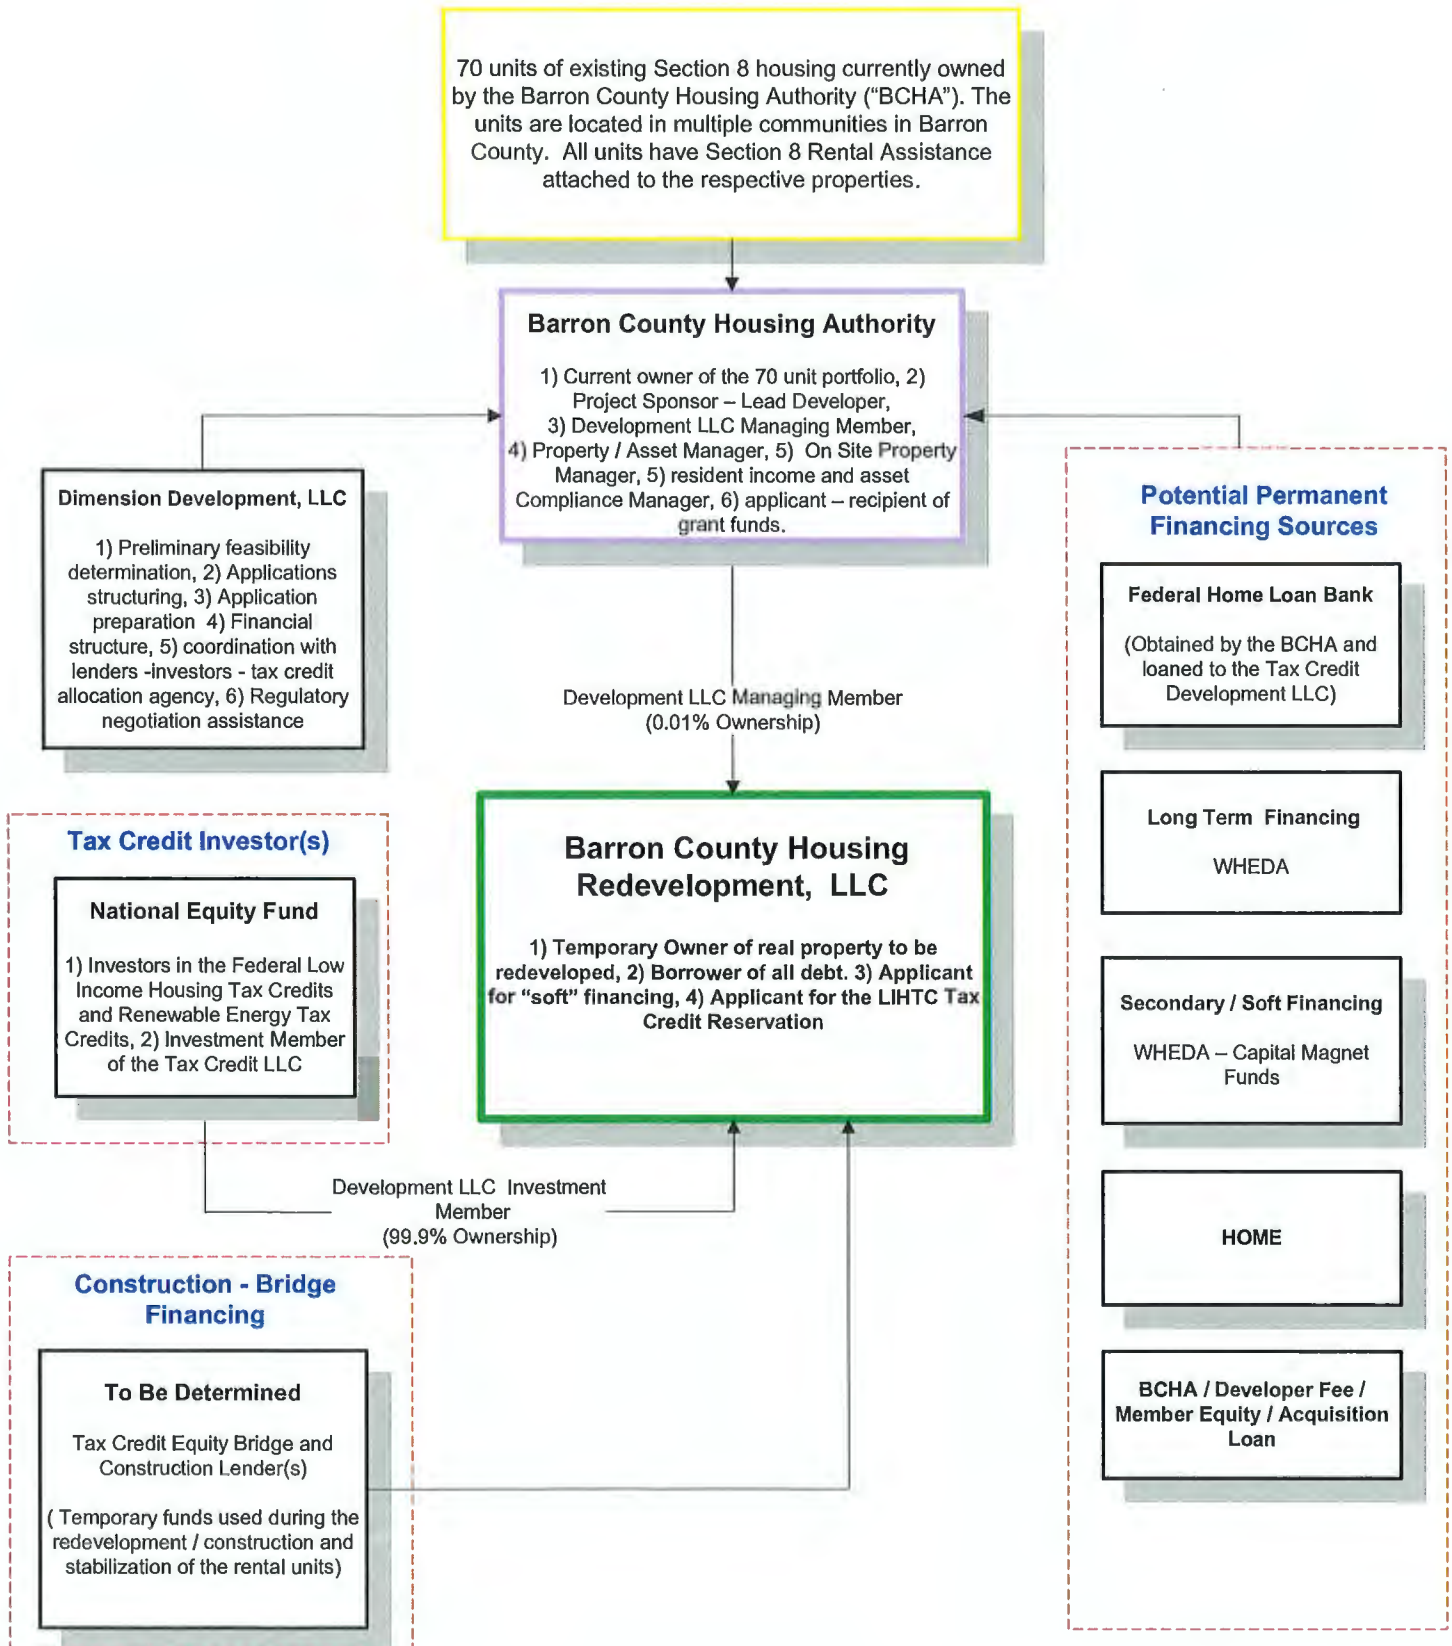 70 units of existing Section 8 housing currently owned
by the Barron County Housing Authority (“BCHA”). The
units are located in multiple communities in Barron
County. All units have Section 8 Rental Assistance
attached to the respective properties.
Barron County Housing Authority
1) Current owner of the 70 unit portfolio, 2)
Project Sponsor – Lead Developer,
3) Development LLC Managing Member,
4) Property / Asset Manager, 5) On Site Property
Manager, 5) resident income and asset
Compliance Manager, 6) applicant – recipient of
grant funds.
Dimension Development, LLC
1) Preliminary feasibility
determination, 2) Applications
structuring, 3) Application
preparation 4) Financial
structure, 5) coordination with
lenders -investors - tax credit
allocation agency, 6) Regulatory
negotiation assistance
Development LLC Managing Member
(0.01% Ownership)
Barron County Housing
Redevelopment, LLC
1) Temporary Owner of real property to be
redeveloped, 2) Borrower of all debt. 3) Applicant
for “soft” financing, 4) Applicant for the LIHTC Tax
Credit Reservation
Tax Credit Investor(s)
National Equity Fund
1) Investors in the Federal Low
Income Housing Tax Credits
and Renewable Energy Tax
Credits, 2) Investment Member
of the Tax Credit LLC
Development LLC Investment
Member
(99.9% Ownership)
Construction - Bridge
Financing
To Be Determined
Tax Credit Equity Bridge and
Construction Lender(s)
( Temporary funds used during the
redevelopment / construction and
stabilization of the rental units)
Potential Permanent
Financing Sources
Federal Home Loan Bank
(Obtained by the BCHA and
loaned to the Tax Credit
Development LLC)
Long Term Financing
WHEDA
Secondary / Soft Financing
WHEDA – Capital Magnet
Funds
HOME
BCHA / Developer Fee /
Member Equity / Acquisition
Loan